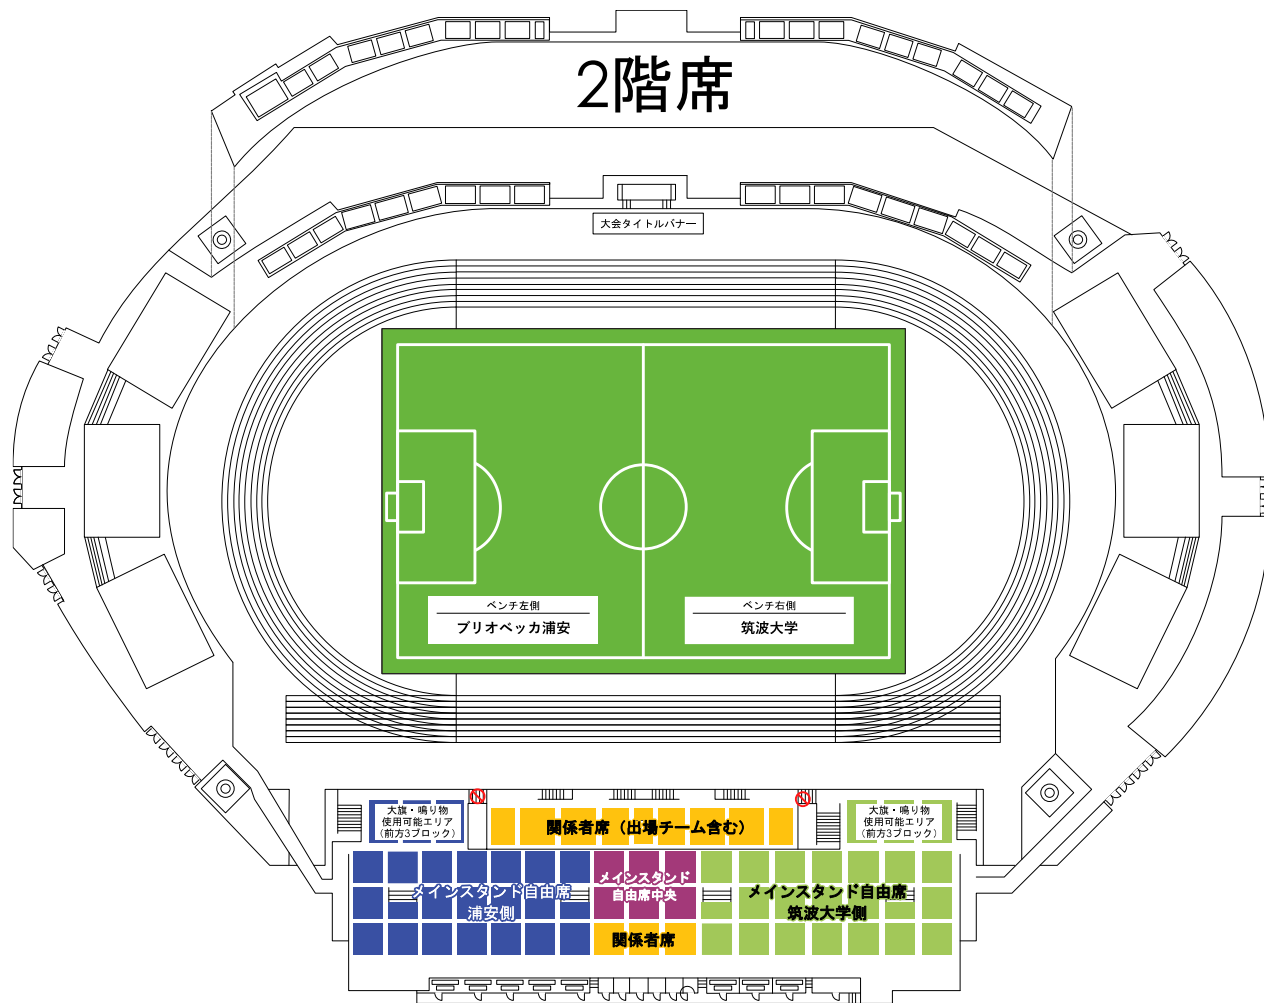 2階席
大会タイトルバナー
ベンチ左側
ブリオベッカ浦安
ベンチ右側
筑波大学
大旗・鳴り物
使用可能エリア
(前方3ブロック)
関係者席（出場チーム含む）
大旗・鳴り物
使用可能エリア
(前方3ブロック)
メインスタンド自由席
浦安側
メインスタンド
自由席中央
メインスタンド自由席
筑波大学側
関係者席